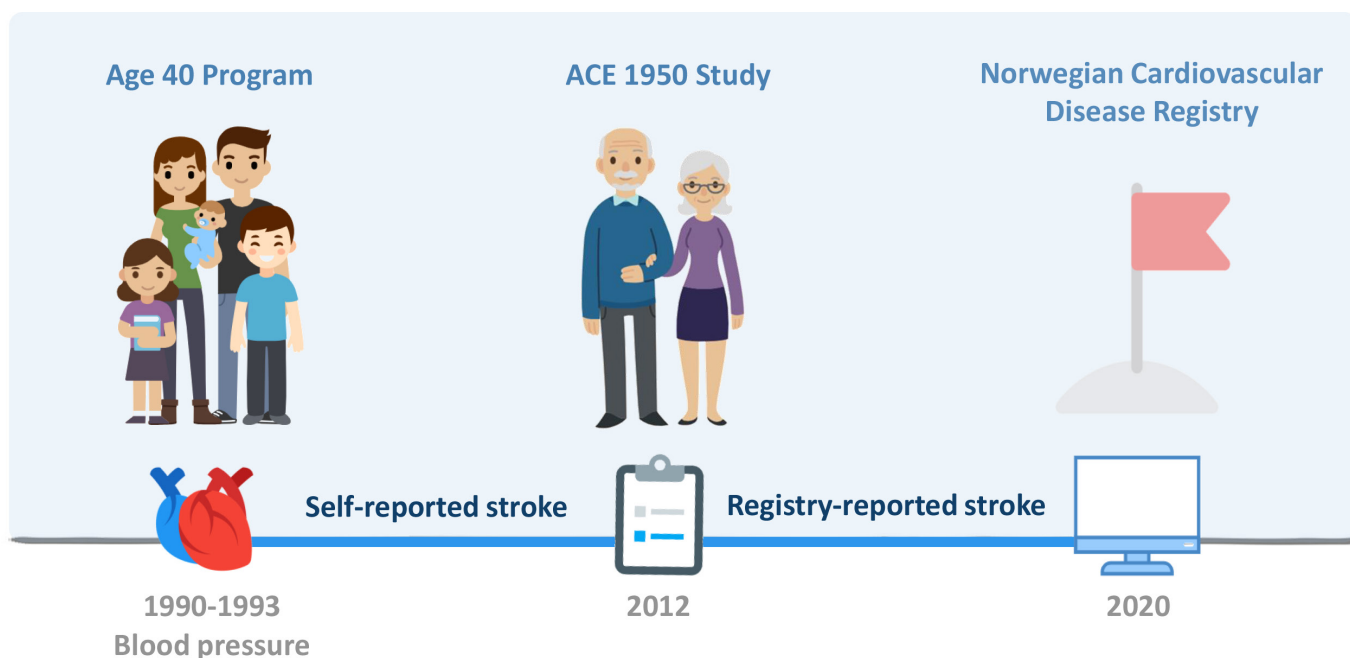 Age 40 Program
ACE 1950 Study
Norwegian Cardiovascular
Disease Registry
Self-reported stroke
Registry-reported stroke
1990-1993
Blood pressure
2012
2020